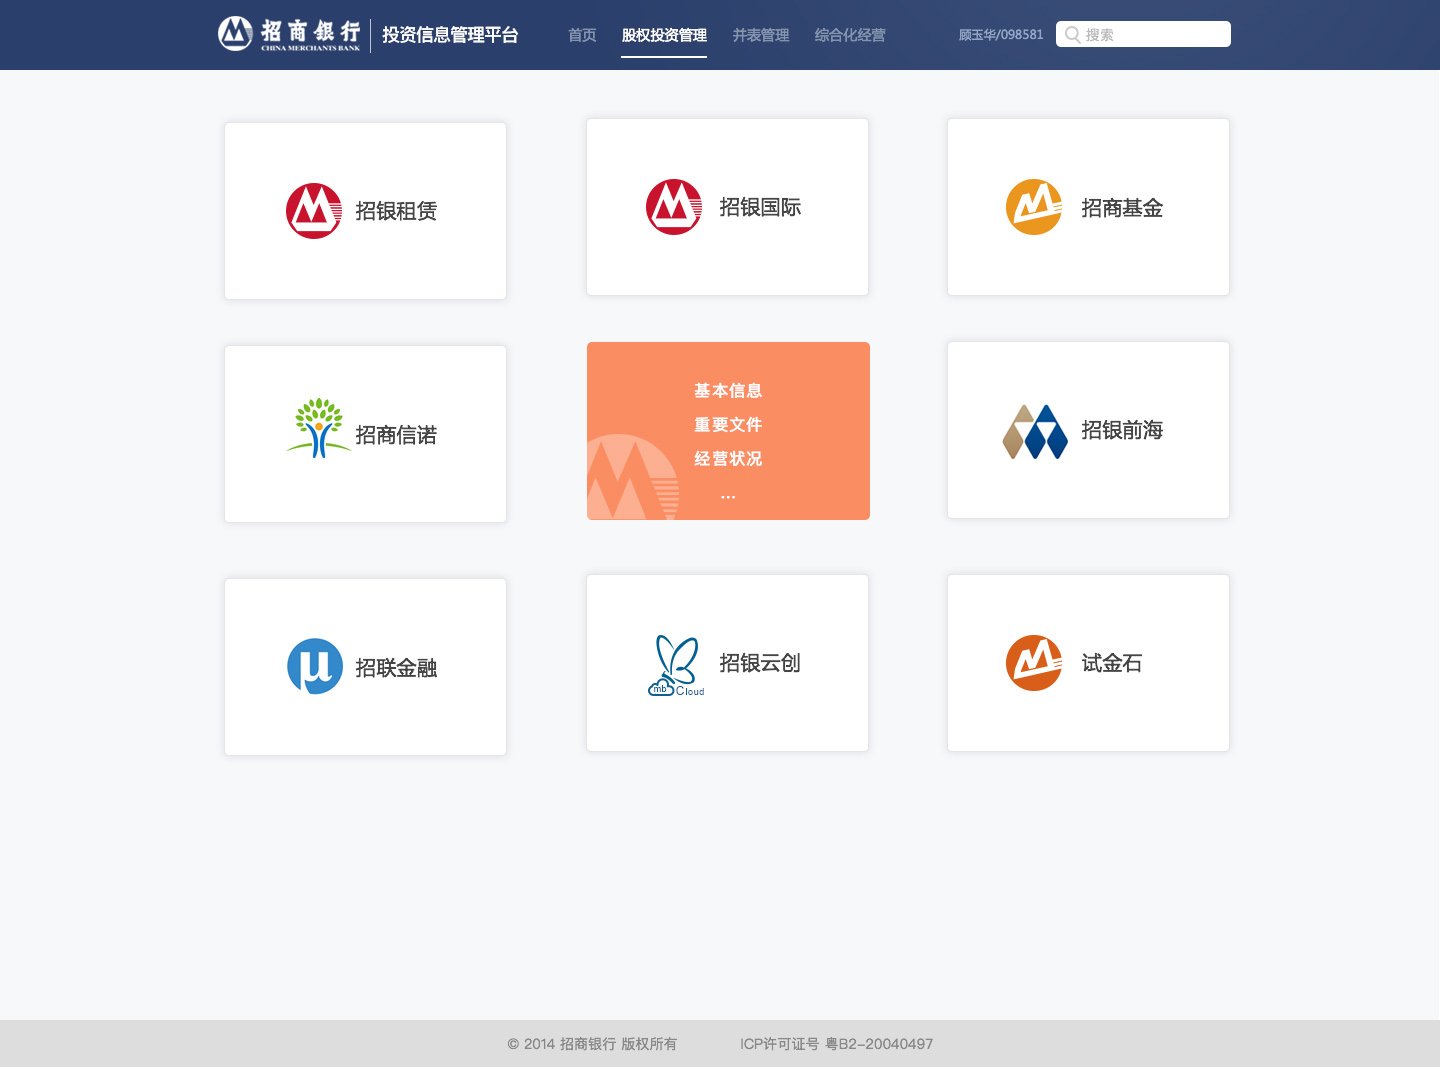 招商银行
CHINA MERCHANTS BANK
投资信息管理平台
首页
股权投资管理
并表管理
综合化经营
顾玉华/098581
搜索
招银租赁
招银国际
招商基金
招商信诺
基本信息
重要文件
经营状况
...
招银前海
招联金融
招银云创
mb
Cloud
试金石
© 2014 招商银行 版权所有
ICP许可证号 粤B2-20040497